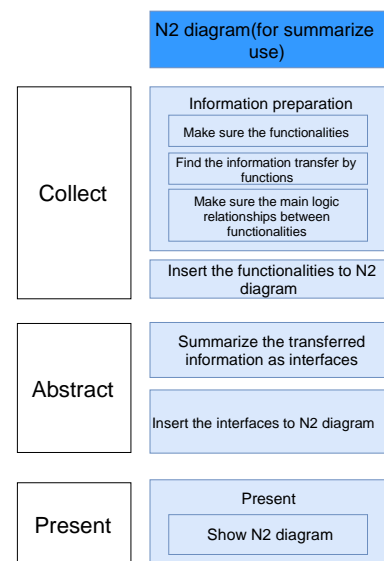 N2 diagram(for summarize
use)
Collect
Information preparation
Make sure the functionalities
Find the information transfer by
functions
Make sure the main logic
relationships between
functionalities
Insert the functionalities to N2
diagram
Abstract
Summarize the transferred
information as interfaces
Insert the interfaces to N2 diagram
Present
Present
Show N2 diagram